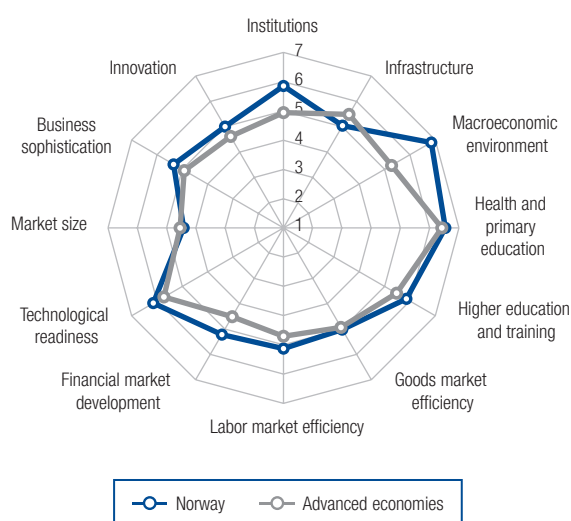 Institutions
7
6
5
4
3
2
1
Infrastructure
Macroeconomic
environment
Health and
primary
education
Higher education
and training
Goods market
efficiency
Labor market efficiency
Financial market
development
Technological
readiness
Market size
Business
sophistication
Innovation
Norway
Advanced economies